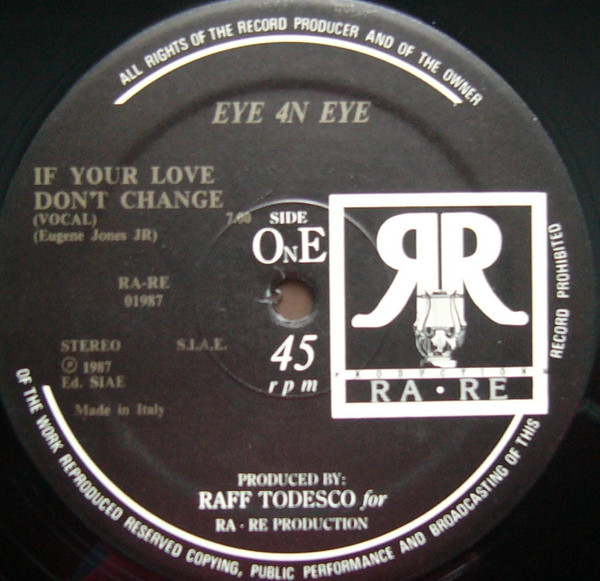 ALL RIGHTS OF THE RECORD PRODUCER AND OF THE OWNER
EYE 4N EYE
IF YOUR LOVE
DON'T CHANGE
(VOCAL) 7.00
(Eugene Jones JR)
SIDE
ONE
RA-RE
01987
STEREO S.I.A.E.
℗ 1987
Ed. SIAE
Made in Italy
45
rpm
RR
PRODUCTION
RA·RE
PRODUCED BY:
RAFF TODESCO for
RA·RE PRODUCTION
OF THE WORK REPRODUCED RESERVED COPYING, PUBLIC PERFORMANCE AND BROADCASTING OF THIS
RECORD PROHIBITED